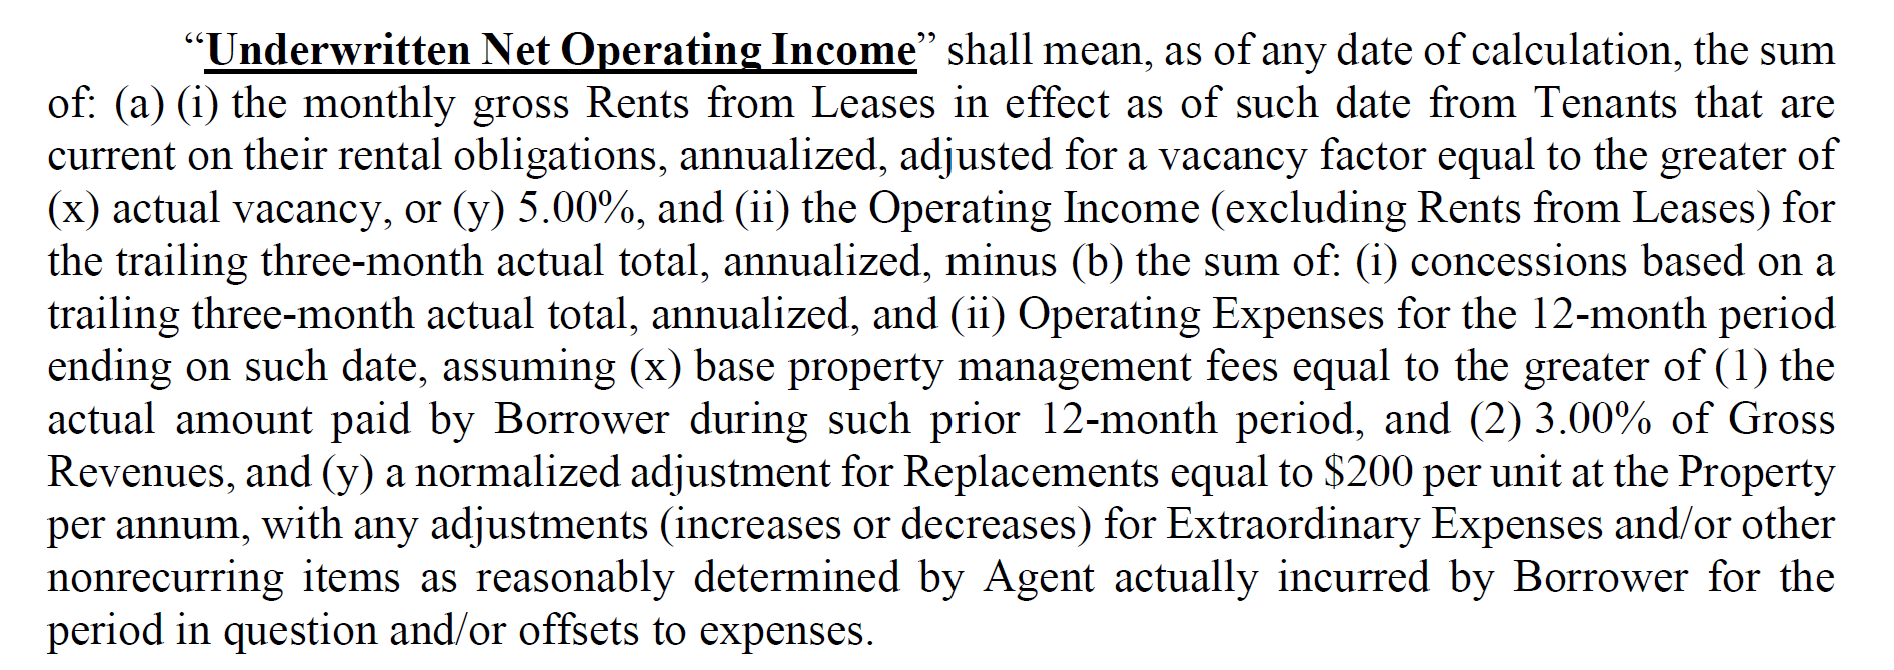 “Underwritten Net Operating Income” shall mean, as of any date of calculation, the sum
of: (a) (i) the monthly gross Rents from Leases in effect as of such date from Tenants that are
current on their rental obligations, annualized, adjusted for a vacancy factor equal to the greater of
(x) actual vacancy, or (y) 5.00%, and (ii) the Operating Income (excluding Rents from Leases) for
the trailing three-month actual total, annualized, minus (b) the sum of: (i) concessions based on a
trailing three-month actual total, annualized, and (ii) Operating Expenses for the 12-month period
ending on such date, assuming (x) base property management fees equal to the greater of (1) the
actual amount paid by Borrower during such prior 12-month period, and (2) 3.00% of Gross
Revenues, and (y) a normalized adjustment for Replacements equal to $200 per unit at the Property
per annum, with any adjustments (increases or decreases) for Extraordinary Expenses and/or other
nonrecurring items as reasonably determined by Agent actually incurred by Borrower for the
period in question and/or offsets to expenses.